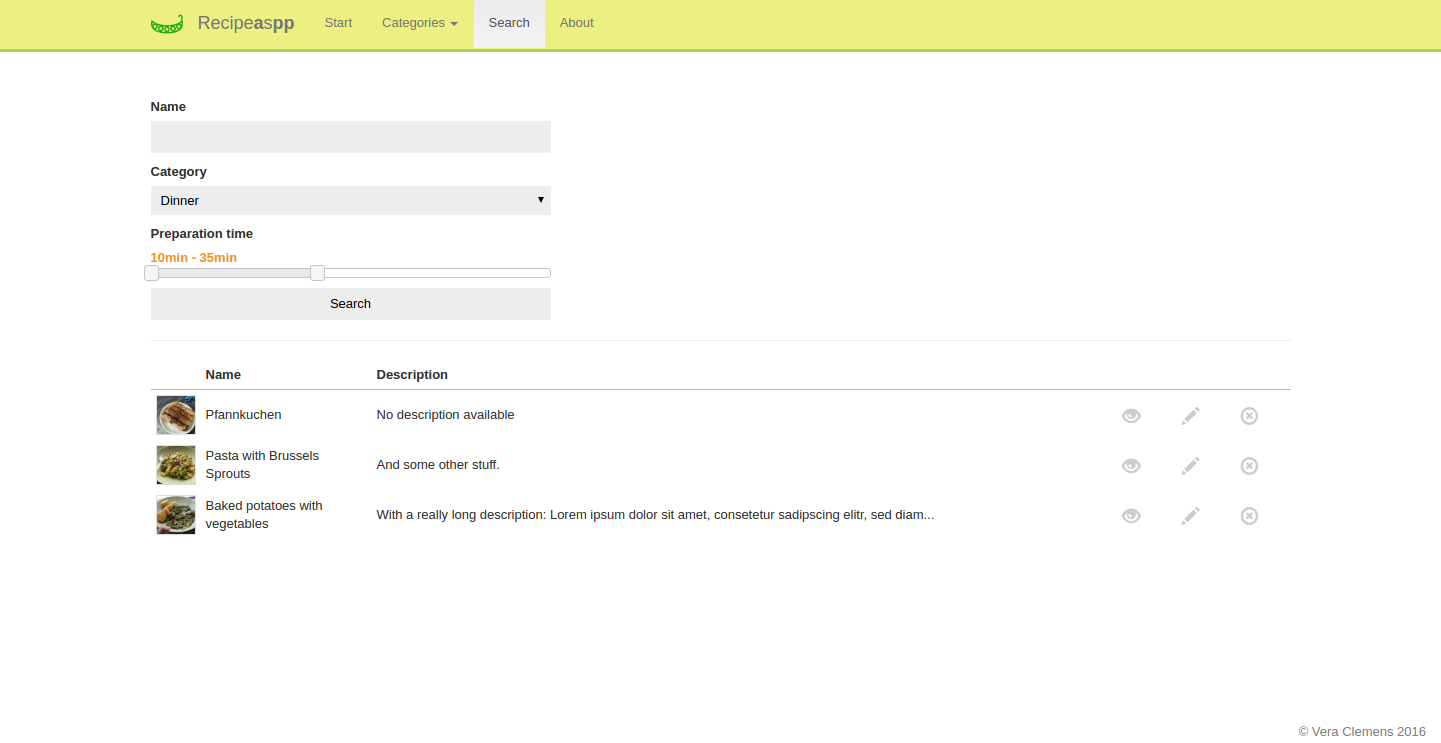 Recipeaspp Start Categories Search About
Name
Category
Dinner
Preparation time
10min - 35min
Search
Name Description
Pfannkuchen No description available
Pasta with Brussels
Sprouts And some other stuff.
Baked potatoes with
vegetables With a really long description: Lorem ipsum dolor sit amet, consetetur sadipscing elitr, sed diam...
© Vera Clemens 2016